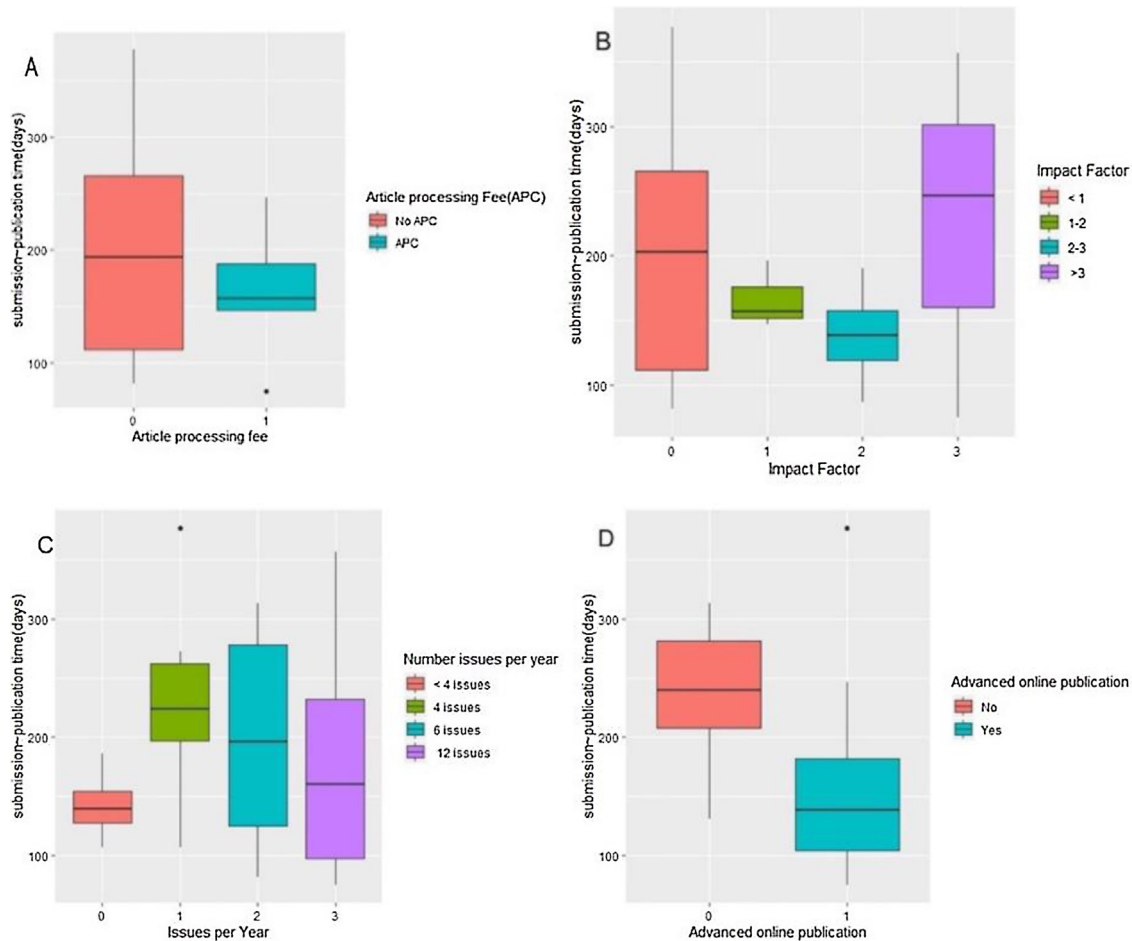 A
submission~publication time(days)
300
200
100
0 1
Article processing fee
Article processing Fee(APC)
No APC
APC
B
submission~publication time(days)
300
200
100
0 1 2 3
Impact Factor
Impact Factor
< 1
1-2
2-3
>3
C
submission~publication time(days)
300
200
100
0 1 2 3
Issues per Year
Number issues per year
< 4 issues
4 issues
6 issues
12 issues
D
submission~publication time(days)
300
200
100
0 1
Advanced online publication
Advanced online publication
No
Yes